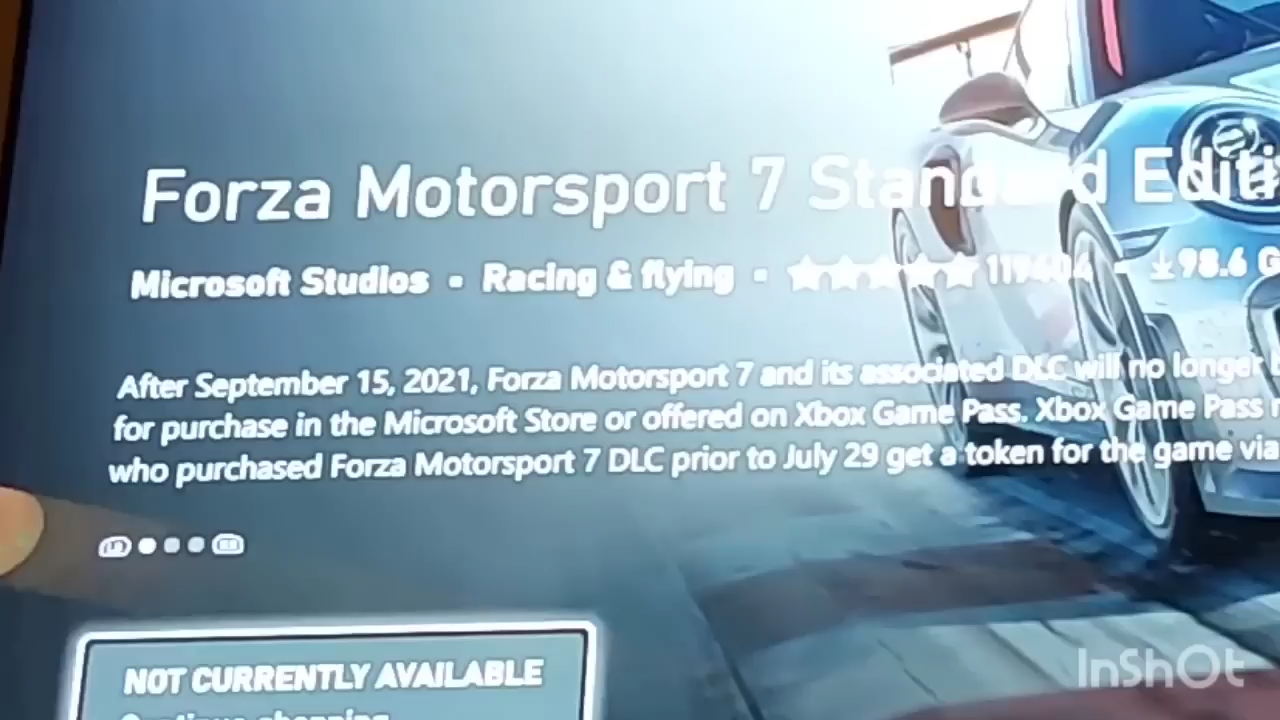 Forza Motorsport 7 Standard Editi
Microsoft Studios ▪ Racing & flying ▪ ★★★★★ 119404 ▪ 98.6 G
After September 15, 2021, Forza Motorsport 7 and its associated DLC will no longer
for purchase in the Microsoft Store or offered on Xbox Game Pass. Xbox Game Pass
who purchased Forza Motorsport 7 DLC prior to July 29 get a token for the game via
NOT CURRENTLY AVAILABLE
Continue shopping
InShOt